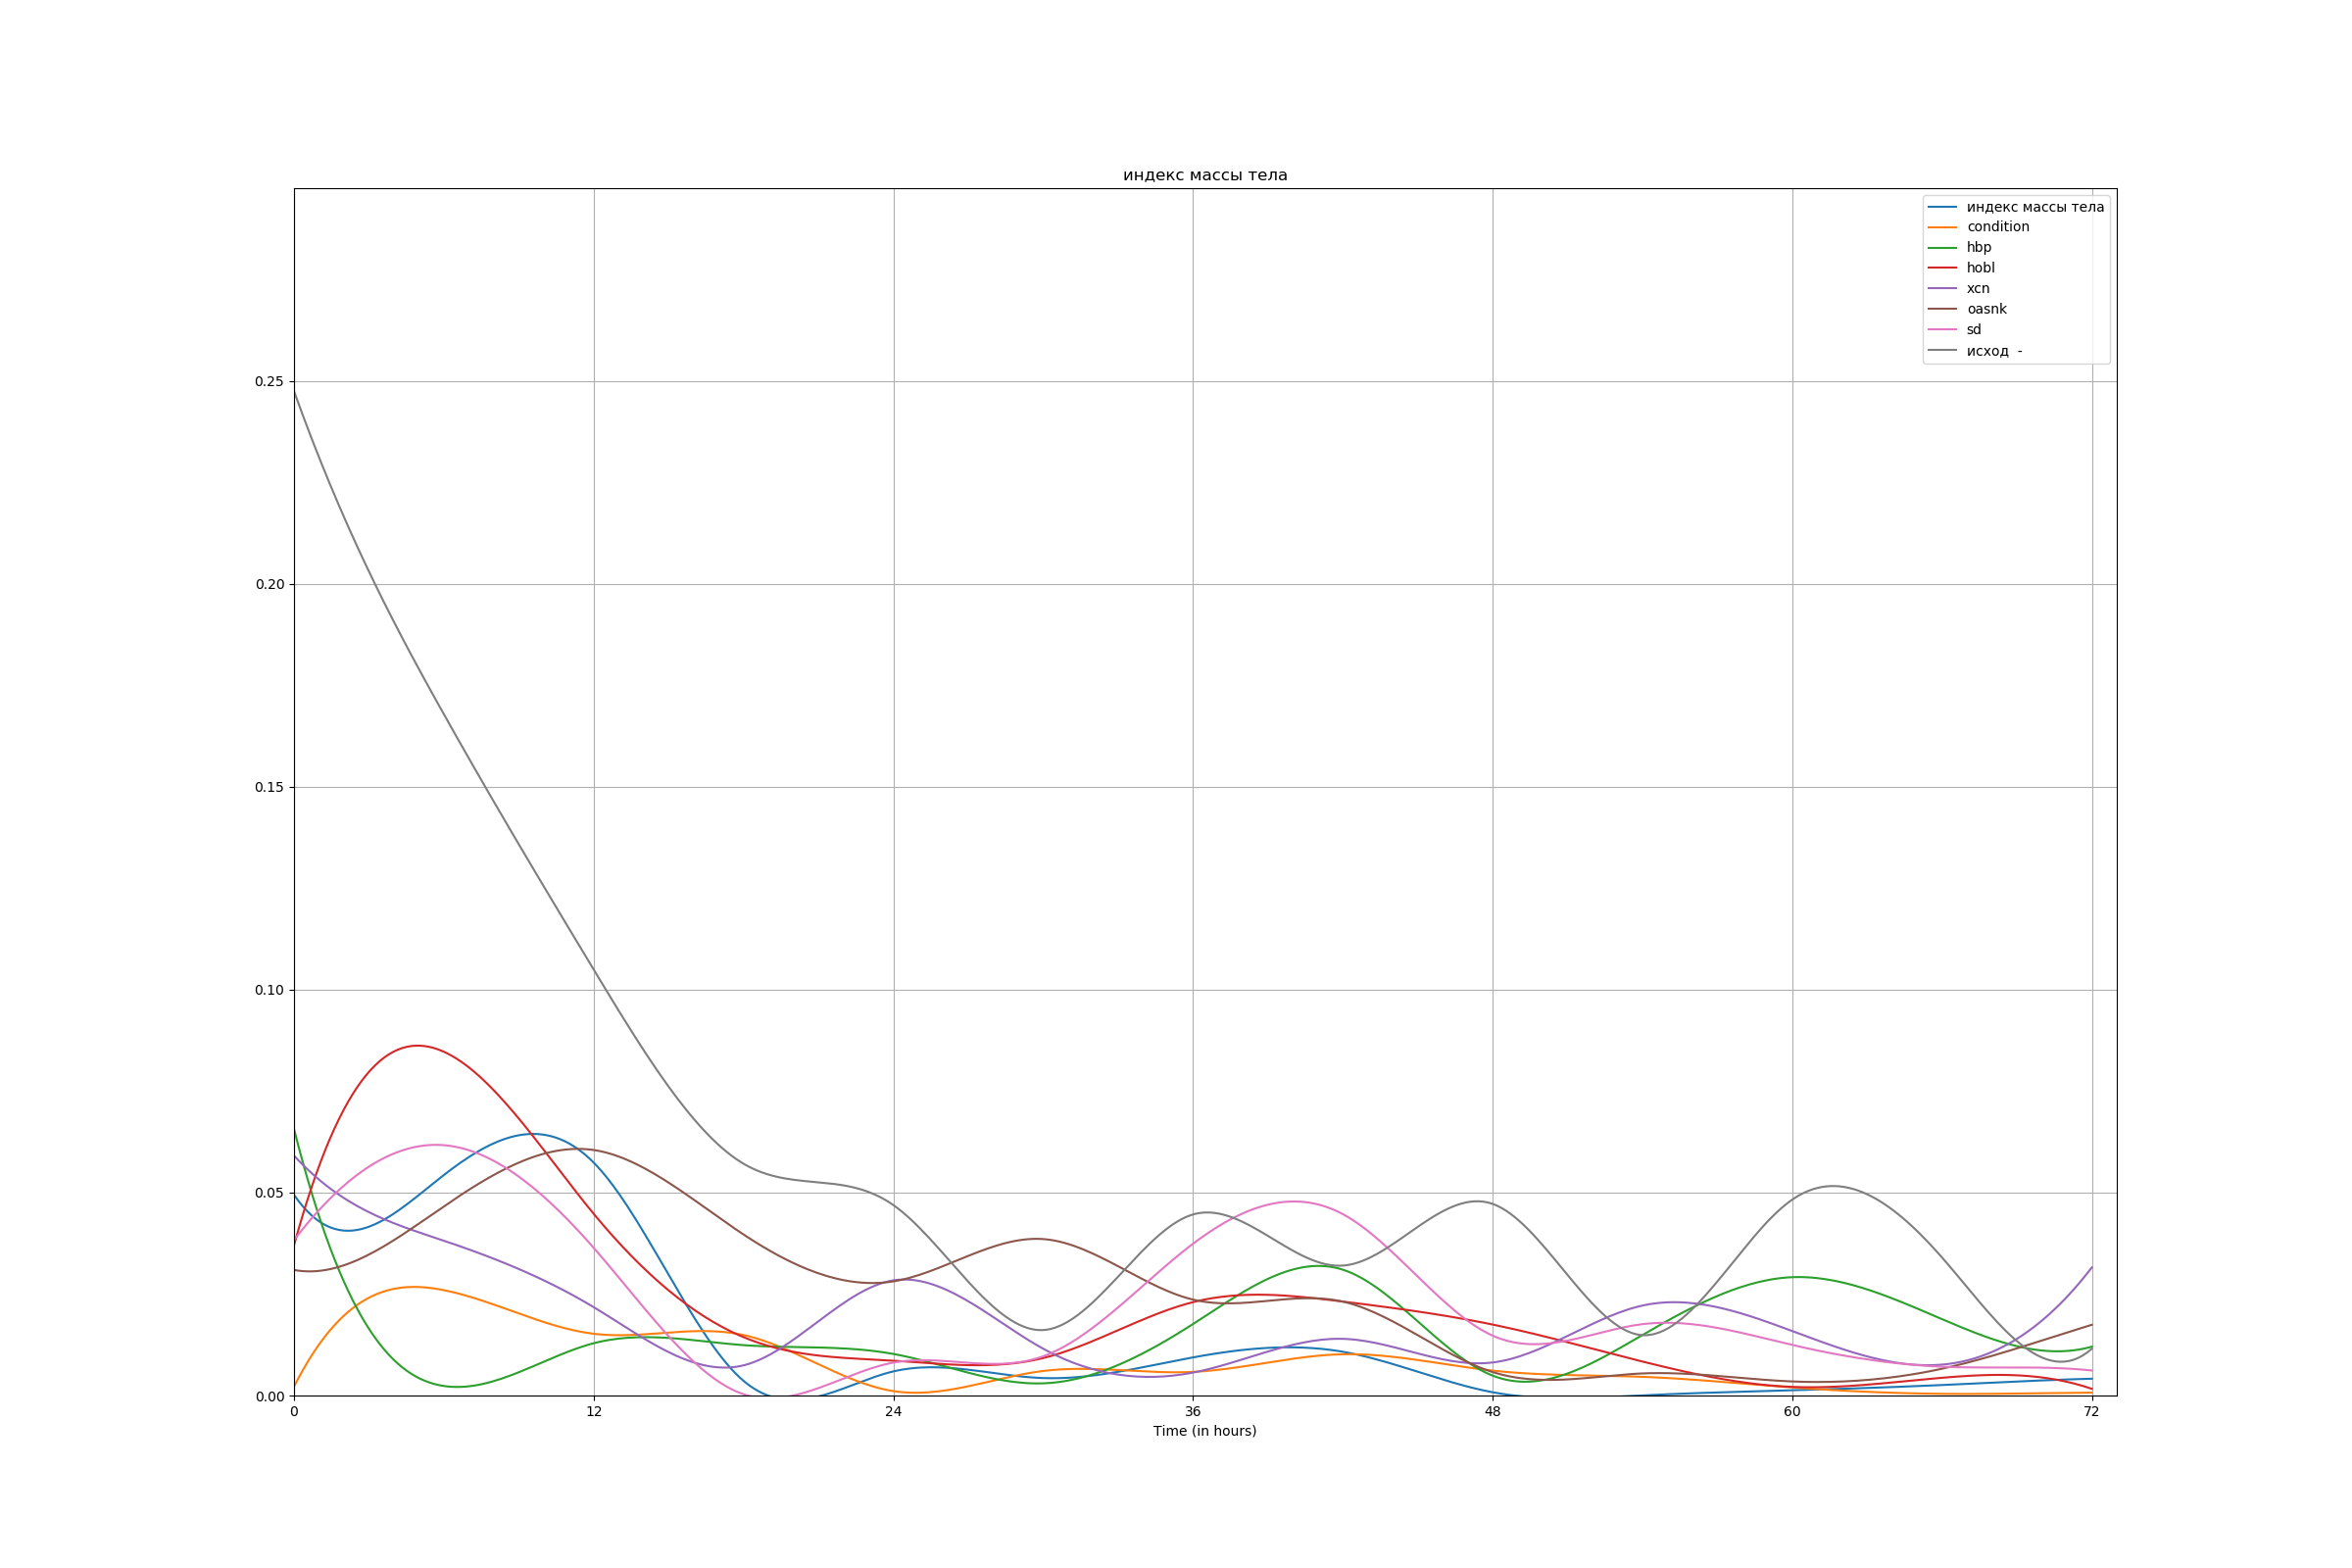 индекс массы тела
индекс массы тела
condition
hbp
hobl
xcn
oasnk
sd
исход  -
0.25
0.20
0.15
0.10
0.05
0.00
0 12 24 36 48 60 72
Time (in hours)